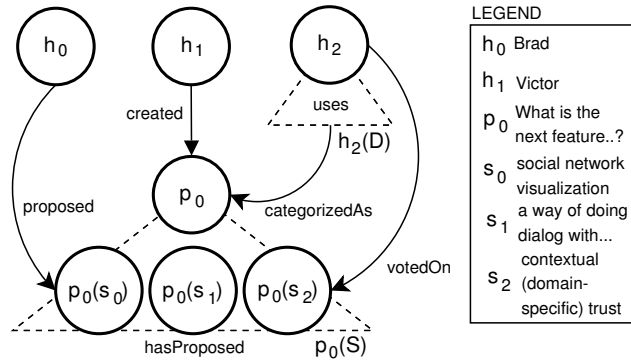 LEGEND
h0 h1 h2
uses
h2(D)
created
p0
proposed
categorizedAs
votedOn
p0(s0) p0(s1) p0(s2)
hasProposed
p0(S)
h0 Brad
h1 Victor
p0 What is the
next feature..?
s0 social network
visualization
s1 a way of doing
dialog with...
s2 contextual
(domain-
specific) trust